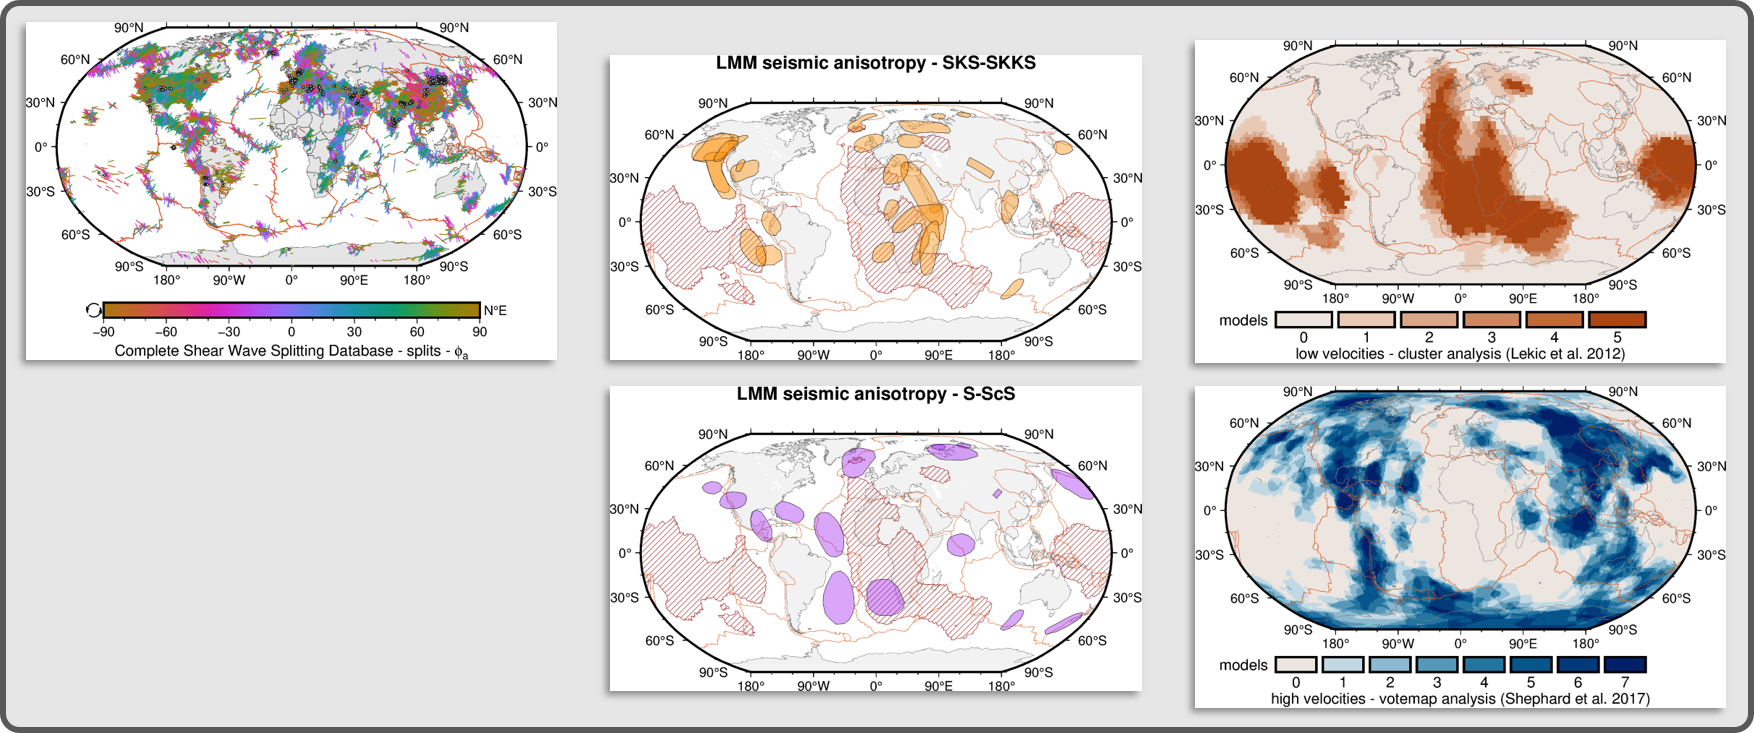 90°N 90°N
60°N 60°N
30°N 30°N
0° 0°
30°S 30°S
60°S 60°S
90°S 90°S
180° 90°W 0° 90°E 180°
N°E
−90 −60 −30 0 30 60 90
Complete Shear Wave Splitting Database - splits - ϕa
LMM seismic anisotropy - SKS-SKKS
90°N 90°N
60°N 60°N
30°N 30°N
0° 0°
30°S 30°S
60°S 60°S
90°S 90°S
180° 90°W 0° 90°E 180°
90°N 90°N
60°N 60°N
30°N 30°N
0° 0°
30°S 30°S
60°S 60°S
90°S 90°S
180° 90°W 0° 90°E 180°
models
0 1 2 3 4 5
low velocities - cluster analysis (Lekic et al. 2012)
LMM seismic anisotropy - S-ScS
90°N 90°N
60°N 60°N
30°N 30°N
0° 0°
30°S 30°S
60°S 60°S
90°S 90°S
180° 90°W 0° 90°E 180°
90°N 90°N
60°N 60°N
30°N 30°N
0° 0°
30°S 30°S
60°S 60°S
90°S 90°S
180° 90°W 0° 90°E 180°
models
0 1 2 3 4 5 6 7
high velocities - votemap analysis (Shephard et al. 2017)